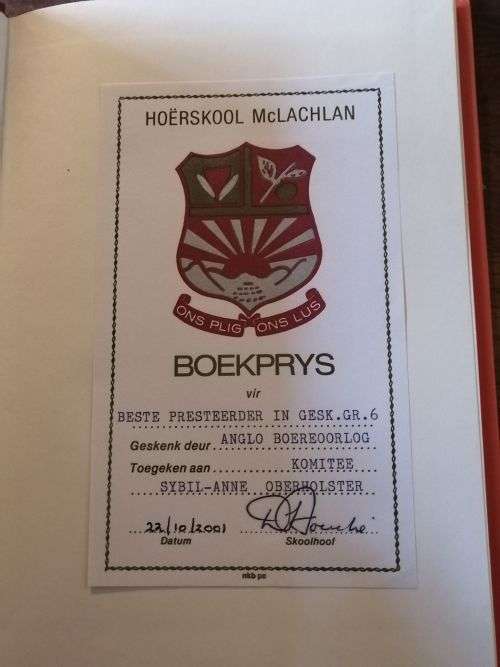 HOËRSKOOL McLACHLAN
ONS PLIG ONS LUS
BOEKPRYS
vir
BESTE PRESTEERDER IN GESK.GR.6
Geskenk deur ANGLO BOEREOORLOG
Toegeken aan KOMITEE
SYBIL-ANNE OBERHOLSTER
22/10/2001
Datum Skoolhoof
nkb pe